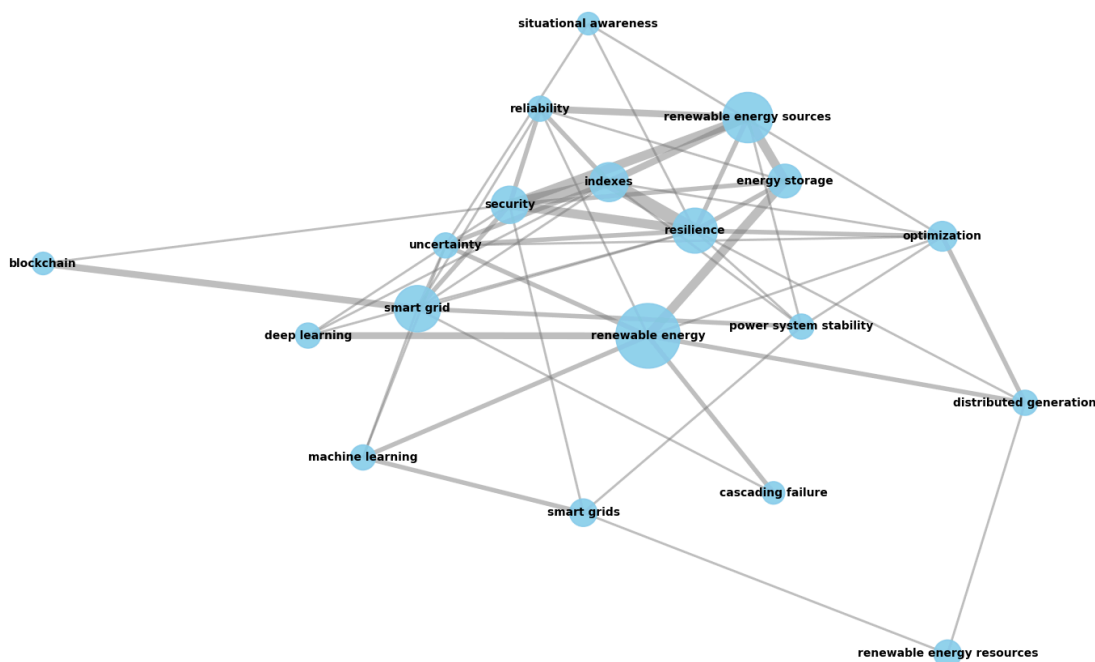 situational awareness
reliability
renewable energy sources
indexes
energy storage
security
resilience
optimization
uncertainty
blockchain
smart grid
power system stability
deep learning
renewable energy
distributed generation
machine learning
cascading failure
smart grids
renewable energy resources